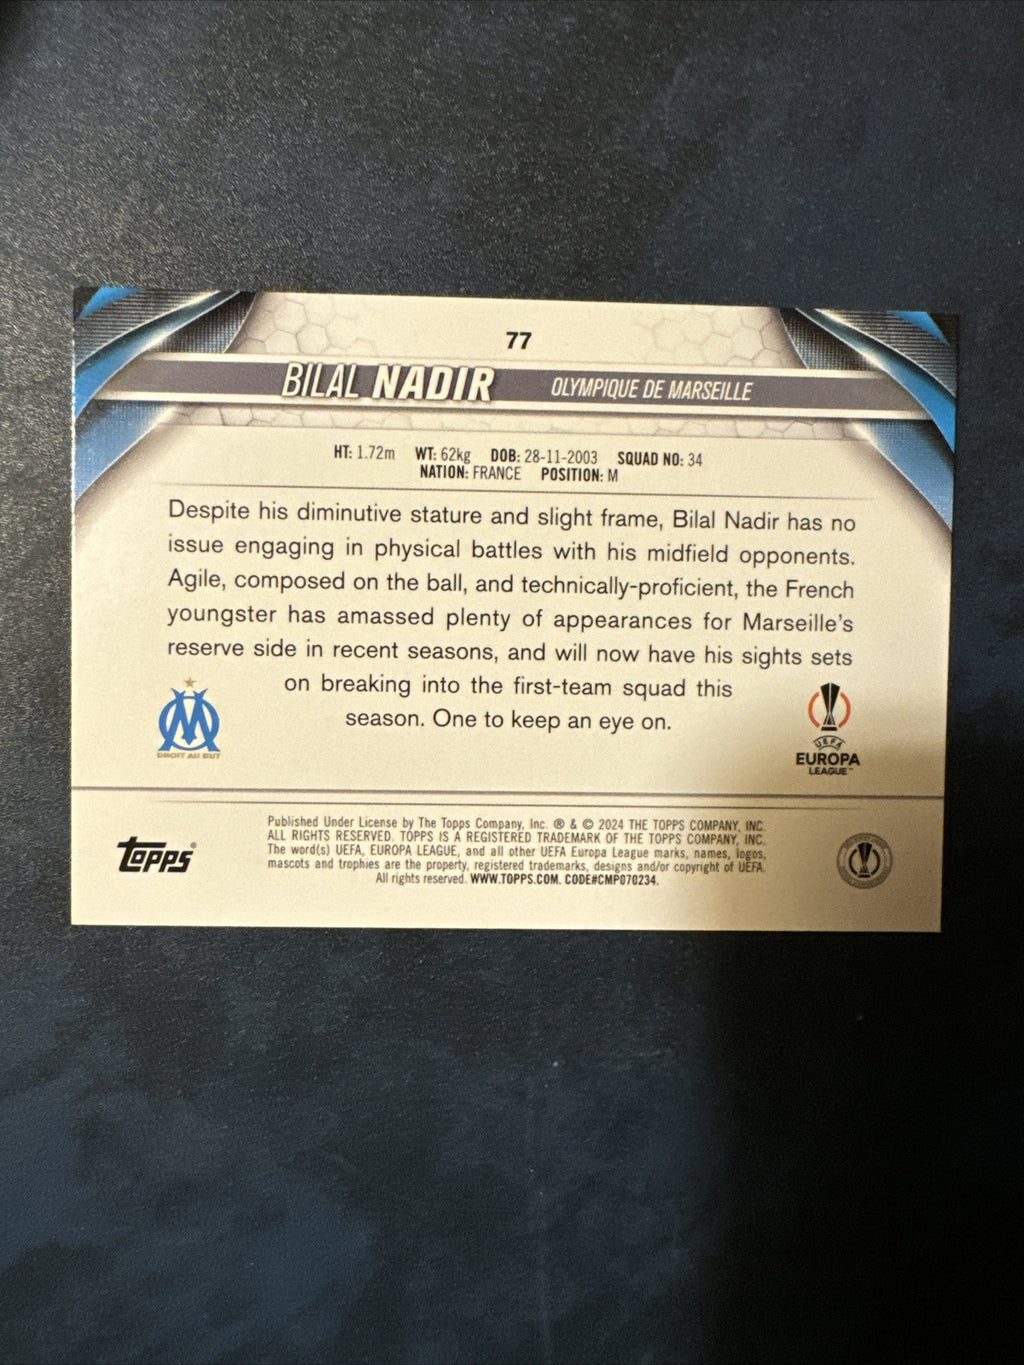 77
BILAL NADIR OLYMPIQUE DE MARSEILLE
HT: 1.72m WT: 62kg DOB: 28-11-2003 SQUAD NO: 34
NATION: FRANCE POSITION: M
Despite his diminutive stature and slight frame, Bilal Nadir has no
issue engaging in physical battles with his midfield opponents.
Agile, composed on the ball, and technically-proficient, the French
youngster has amassed plenty of appearances for Marseille's
reserve side in recent seasons, and will now have his sights sets
on breaking into the first-team squad this
season. One to keep an eye on.
DROIT AU BUT
UEFA
EUROPA
LEAGUE™
topps®
Published Under License by The Topps Company, Inc. ® & © 2024 THE TOPPS COMPANY, INC.
ALL RIGHTS RESERVED. TOPPS IS A REGISTERED TRADEMARK OF THE TOPPS COMPANY, INC.
The word(s) UEFA, EUROPA LEAGUE, and all other UEFA Europa League marks, names, logos,
mascots and trophies are the property, registered trademarks, designs and/or copyright of UEFA.
All rights reserved. WWW.TOPPS.COM. CODE#CMP070234.